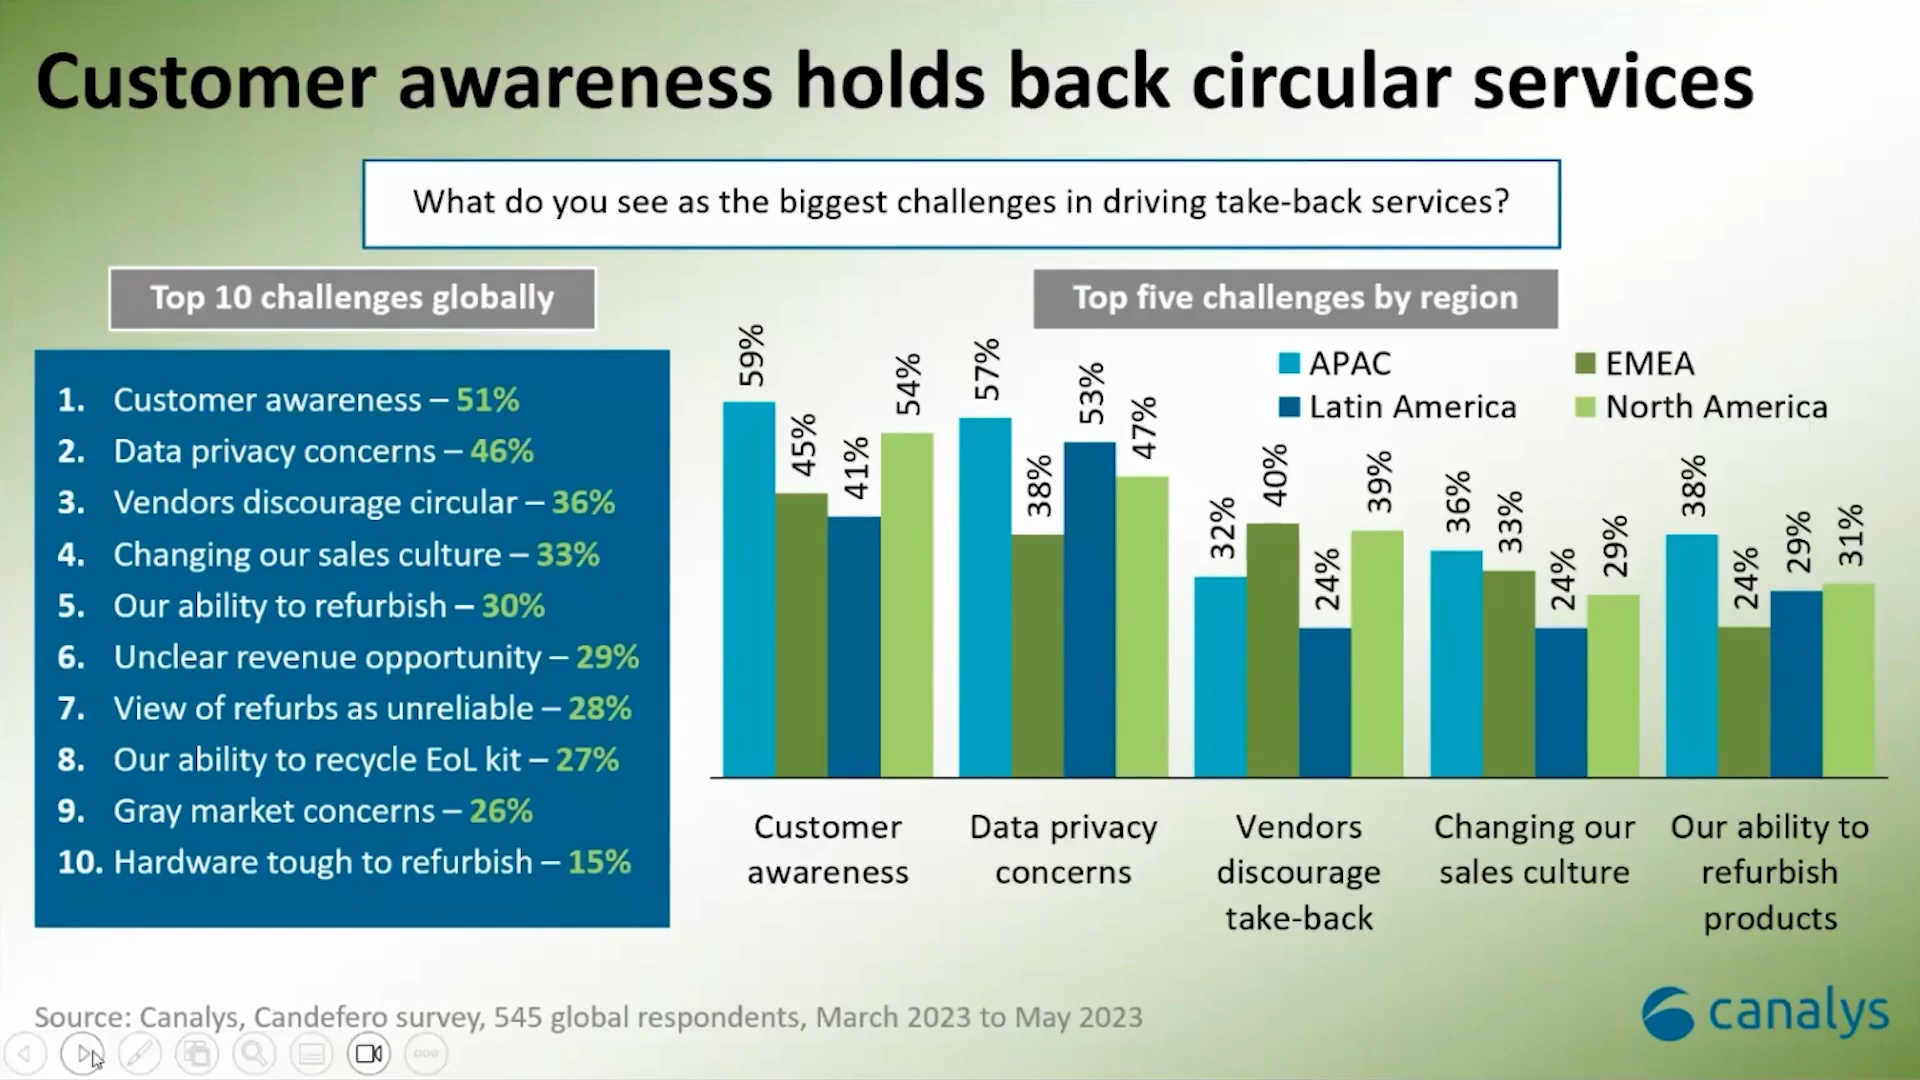 Customer awareness holds back circular services
What do you see as the biggest challenges in driving take-back services?
Top 10 challenges globally
1. Customer awareness – 51%
2. Data privacy concerns – 46%
3. Vendors discourage circular – 36%
4. Changing our sales culture – 33%
5. Our ability to refurbish – 30%
6. Unclear revenue opportunity – 29%
7. View of refurbs as unreliable – 28%
8. Our ability to recycle EoL kit – 27%
9. Gray market concerns – 26%
10. Hardware tough to refurbish – 15%
Top five challenges by region
APAC
EMEA
Latin America
North America
59%
45%
41%
54%
57%
38%
53%
47%
32%
40%
24%
39%
36%
33%
24%
29%
38%
24%
29%
31%
Customer
awareness
Data privacy
concerns
Vendors
discourage
take-back
Changing our
sales culture
Our ability to
refurbish
products
Source: Canalys, Candefero survey, 545 global respondents, March 2023 to May 2023
canalys